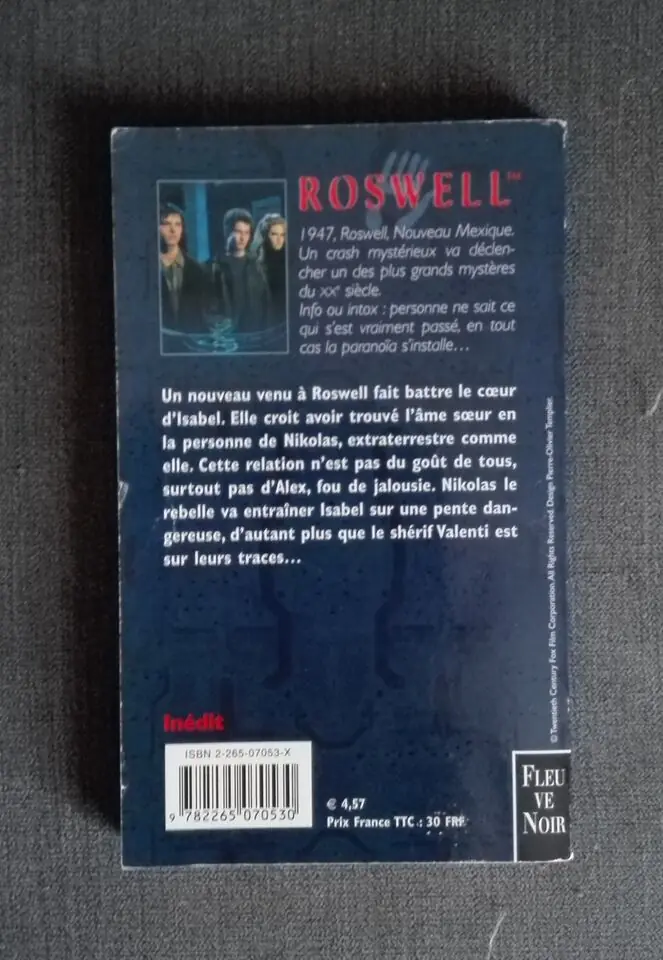 ROSWELL™
1947, Roswell, Nouveau Mexique.
Un crash mystérieux va déclen-
cher un des plus grands mystères
du XXe siècle.
Info ou intox : personne ne sait ce
qui s'est vraiment passé, en tout
cas la paranoïa s'installe...
Un nouveau venu à Roswell fait battre le cœur
d'Isabel. Elle croit avoir trouvé l'âme sœur en
la personne de Nikolas, extraterrestre comme
elle. Cette relation n'est pas du goût de tous,
surtout pas d'Alex, fou de jalousie. Nikolas le
rebelle va entraîner Isabel sur une pente dan-
gereuse, d'autant plus que le shérif Valenti est
sur leurs traces...
© Twentieth Century Fox Film Corporation. All Rights Reserved. Design Pierre-Olivier Templier.
Inédit
ISBN 2-265-07053-X
9 782265 070530
€ 4,57
Prix France TTC : 30 FRF
FLEU
VE
NOIR